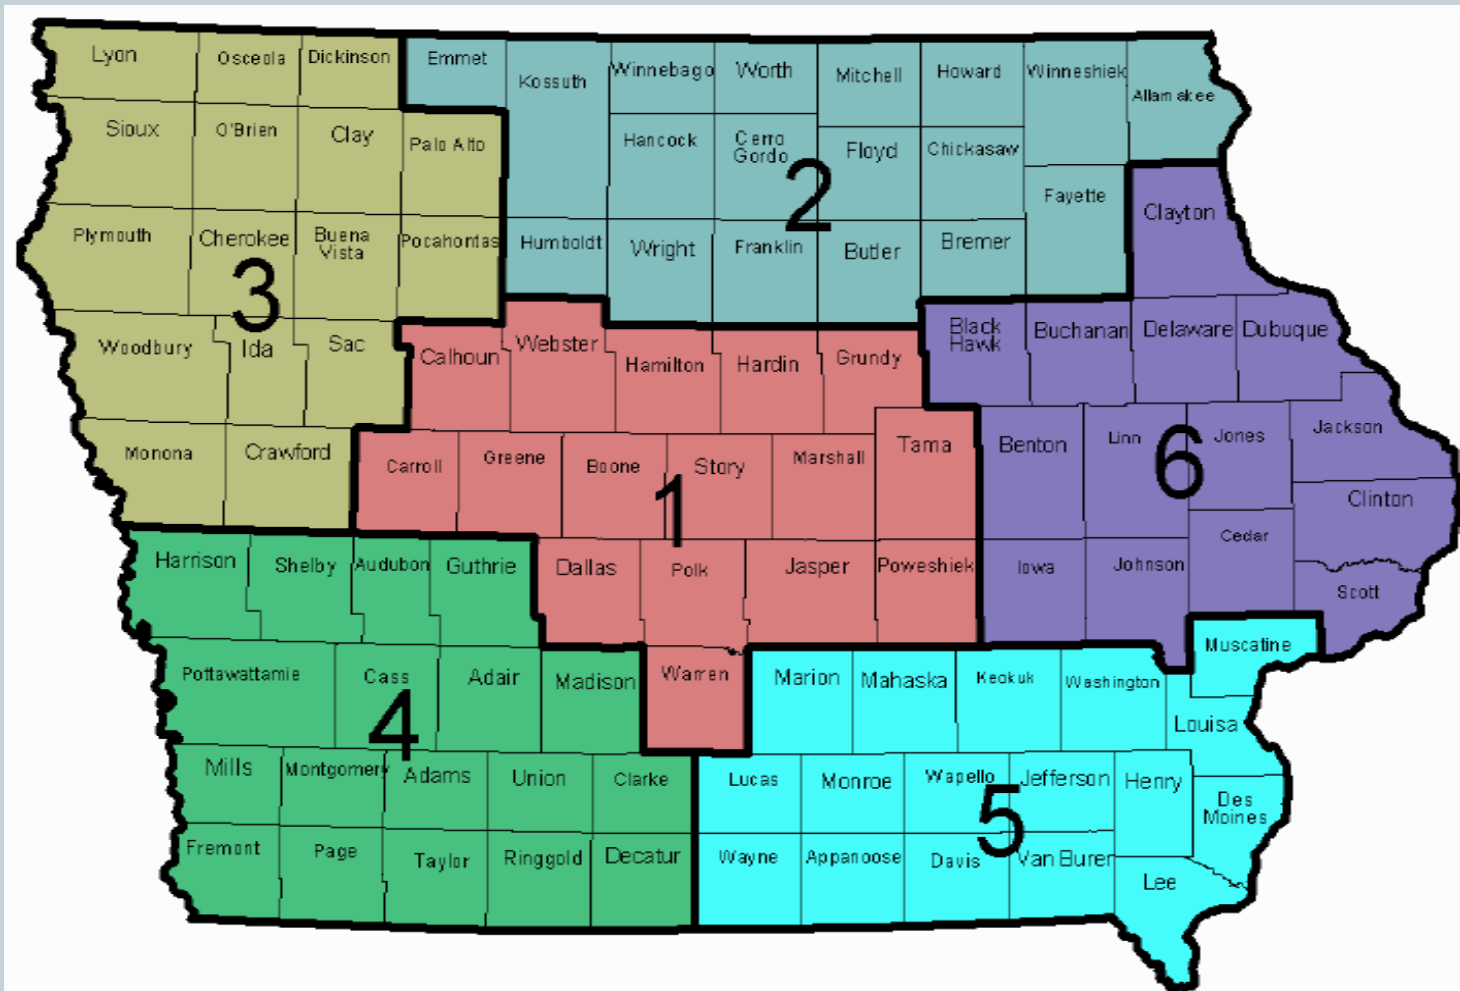 Lyon
Osceola
Dickinson
Emmet
Kossuth
Winnebago
Worth
Mitchell
Howard
Winneshiek
Allamakee
Sioux
O'Brien
Clay
Palo Alto
Hancock
Cerro
Gordo
Floyd
Chickasaw
Fayette
Clayton
2
Plymouth
Cherokee
Buena
Vista
Pocahontas
Humboldt
Wright
Franklin
Butler
Bremer
3
Woodbury
Ida
Sac
Calhoun
Webster
Hamilton
Hardin
Grundy
Black
Hawk
Buchanan
Delaware
Dubuque
Monona
Crawford
Carroll
Greene
Boone
Story
Marshall
Tama
Benton
Linn
Jones
Jackson
1
6
Clinton
Harrison
Shelby
Audubon
Guthrie
Dallas
Polk
Jasper
Poweshiek
Iowa
Johnson
Cedar
Scott
Muscatine
Pottawattamie
Cass
Adair
Madison
Warren
Marion
Mahaska
Keokuk
Washington
Louisa
4
Mills
Montgomery
Adams
Union
Clarke
Lucas
Monroe
Wapello
Jefferson
Henry
Des
Moines
5
Fremont
Page
Taylor
Ringgold
Decatur
Wayne
Appanoose
Davis
Van Buren
Lee